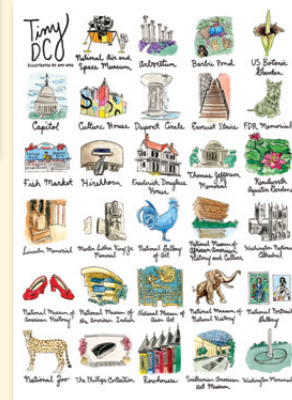 Tiny
DC
ILLUSTRATED BY
National Air and
Space Museum
Arboretum
Bartholdi Pond
US Botanic
Garden
Capitol
Culture House
Dupont Circle
Exorcist Stairs
FDR Memorial
Fish Market
Hirshhorn
Frederick Douglass
House
Thomas Jefferson
Memorial
Kenilworth
Aquatic Gardens
Lincoln Memorial
Martin Luther King Jr.
Memorial
National Gallery
of Art
National Museum of
African American
History and Culture
Washington National
Cathedral
National Museum of
American History
National Museum of
the American Indian
National Museum of
Asian Art
National Museum of
Natural History
National Portrait
Gallery
National Zoo
The Phillips Collection
Rowhouses
Smithsonian American
Art Museum
Washington Monument